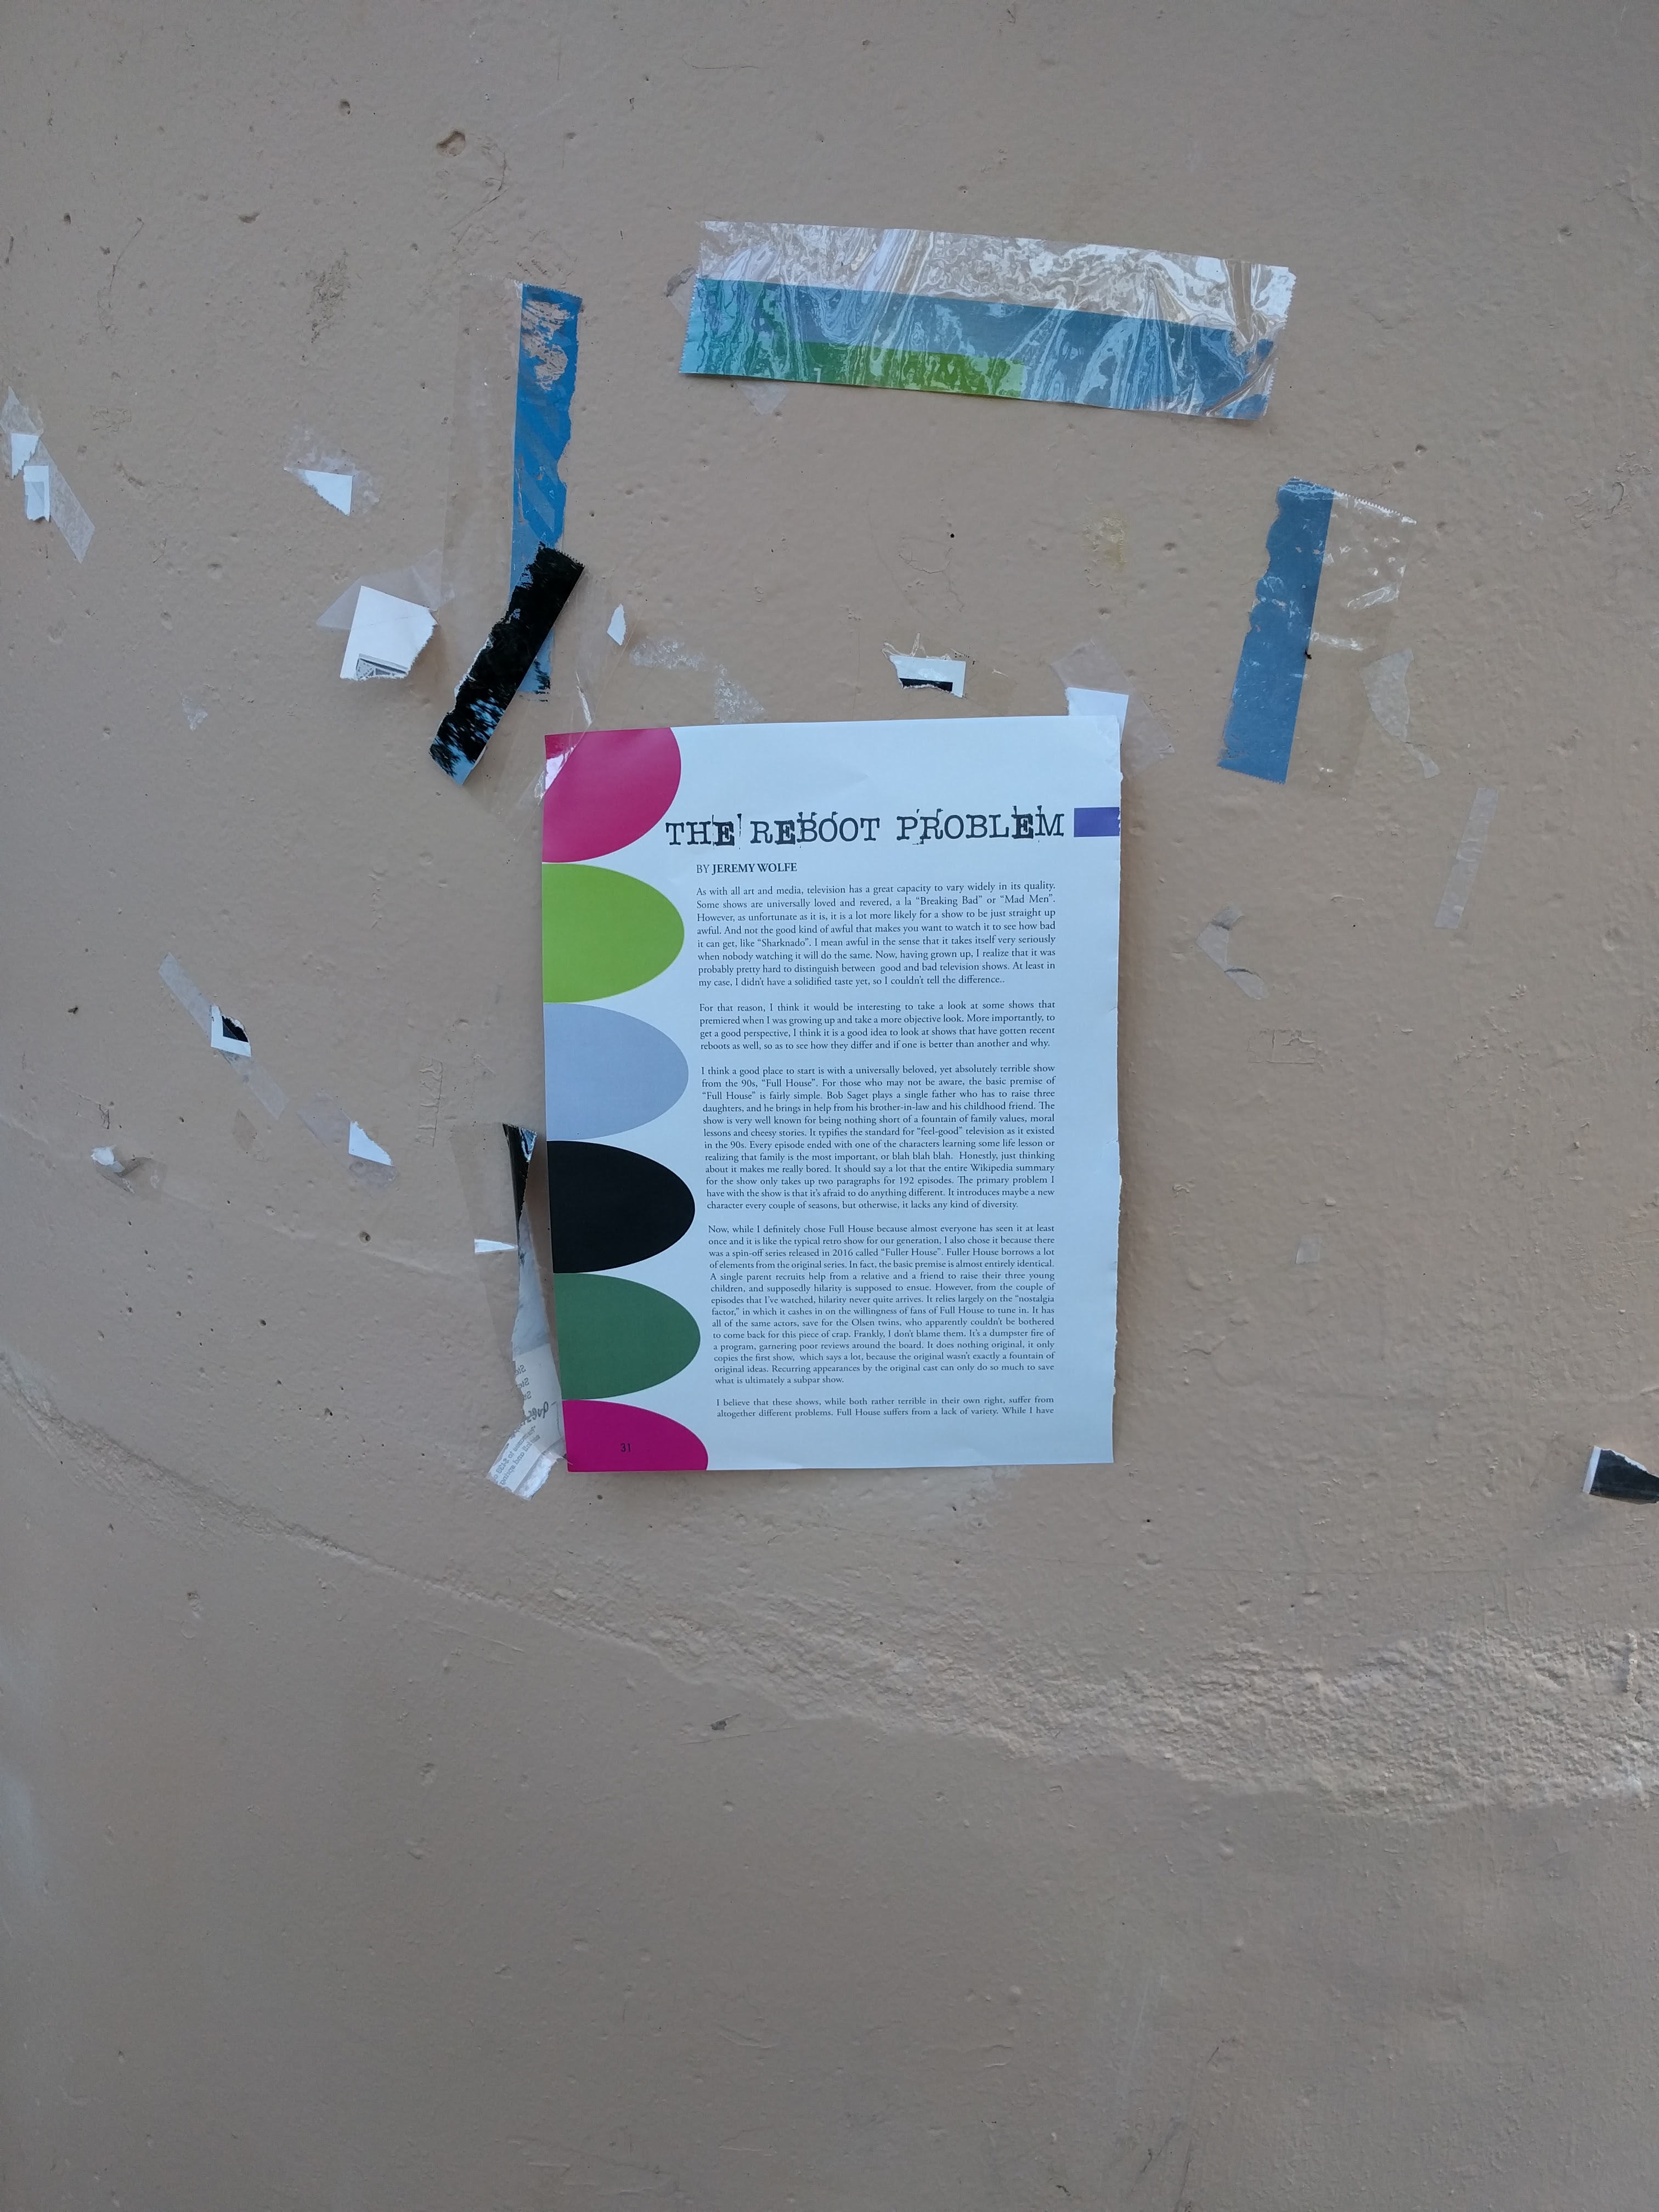 THE REBOOT PROBLEM
BY JEREMY WOLFE
As with all art and media, television has a great capacity to vary widely in its quality.
Some shows are universally loved and revered, a la “Breaking Bad” or “Mad Men”.
However, as unfortunate as it is, it is a lot more likely for a show to be just straight up
awful. And not the good kind of awful that makes you want to watch it to see how bad
it can get, like “Sharknado”. I mean awful in the sense that it takes itself very seriously
when nobody watching it will do the same. Now, having grown up, I realize that it was
probably pretty hard to distinguish between good and bad television shows. At least in
my case, I didn’t have a solidified taste yet, so I couldn’t tell the difference..
For that reason, I think it would be interesting to take a look at some shows that
premiered when I was growing up and take a more objective look. More importantly, to
get a good perspective, I think it is a good idea to look at shows that have gotten recent
reboots as well, so as to see how they differ and if one is better than another and why.
I think a good place to start is with a universally beloved, yet absolutely terrible show
from the 90s, “Full House”. For those who may not be aware, the basic premise of
“Full House” is fairly simple. Bob Saget plays a single father who has to raise three
daughters, and he brings in help from his brother-in-law and his childhood friend. The
show is very well known for being nothing short of a fountain of family values, moral
lessons and cheesy stories. It typifies the standard for “feel-good” television as it existed
in the 90s. Every episode ended with one of the characters learning some life lesson or
realizing that family is the most important, or blah blah blah. Honestly, just thinking
about it makes me really bored. It should say a lot that the entire Wikipedia summary
for the show only takes up two paragraphs for 192 episodes. The primary problem I
have with the show is that it’s afraid to do anything different. It introduces maybe a new
character every couple of seasons, but otherwise, it lacks any kind of diversity.
Now, while I definitely chose Full House because almost everyone has seen it at least
once and it is like the typical retro show for our generation, I also chose it because there
was a spin-off series released in 2016 called “Fuller House”. Fuller House borrows a lot
of elements from the original series. In fact, the basic premise is almost entirely identical.
A single parent recruits help from a relative and a friend to raise their three young
children, and supposedly hilarity is supposed to ensue. However, from the couple of
episodes that I’ve watched, hilarity never quite arrives. It relies largely on the “nostalgia
factor,” in which it cashes in on the willingness of fans of Full House to tune in. It has
all of the same actors, save for the Olsen twins, who apparently couldn’t be bothered
to come back for this piece of crap. Frankly, I don’t blame them. It’s a dumpster fire of
a program, garnering poor reviews around the board. It does nothing original, it only
copies the first show, which says a lot, because the original wasn’t exactly a fountain of
original ideas. Recurring appearances by the original cast can only do so much to save
what is ultimately a subpar show.
I believe that these shows, while both rather terrible in their own right, suffer from
altogether different problems. Full House suffers from a lack of variety. While I have
31